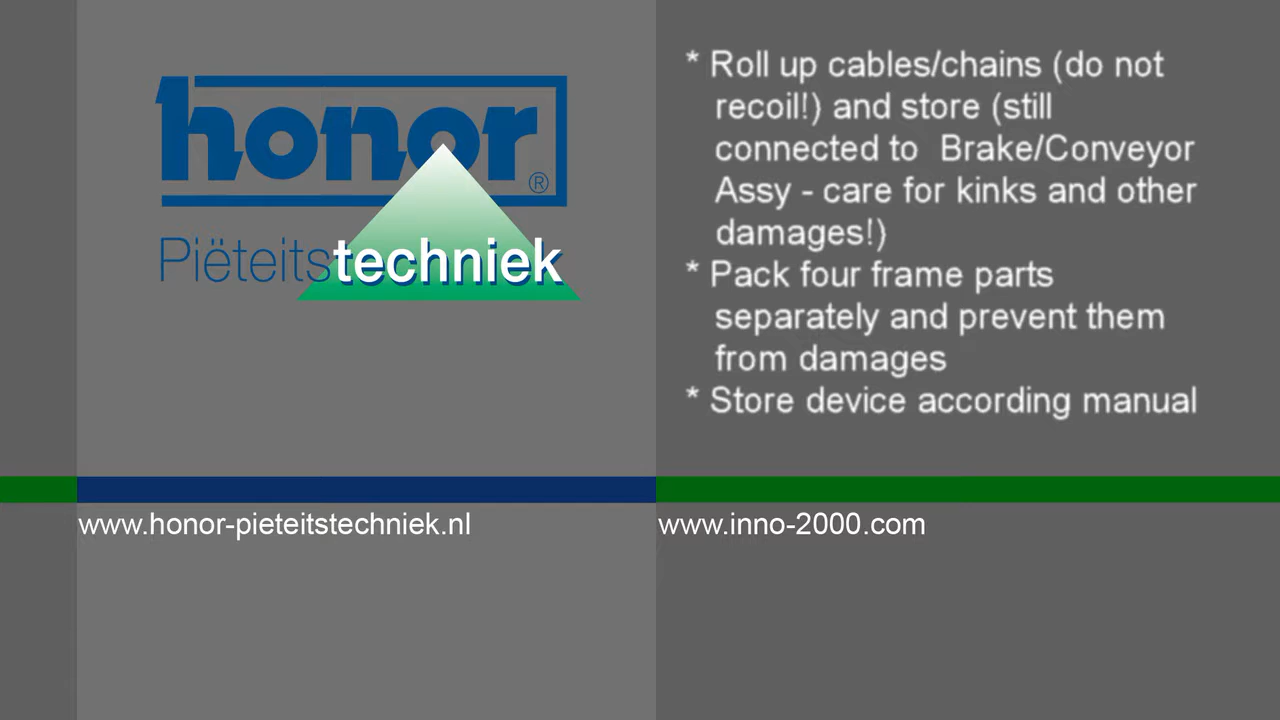 honor®
Piëteitstechniek
* Roll up cables/chains (do not
recoil!) and store (still
connected to  Brake/Conveyor
Assy - care for kinks and other
damages!)
* Pack four frame parts
separately and prevent them
from damages
* Store device according manual
www.honor-pieteitstechniek.nl
www.inno-2000.com